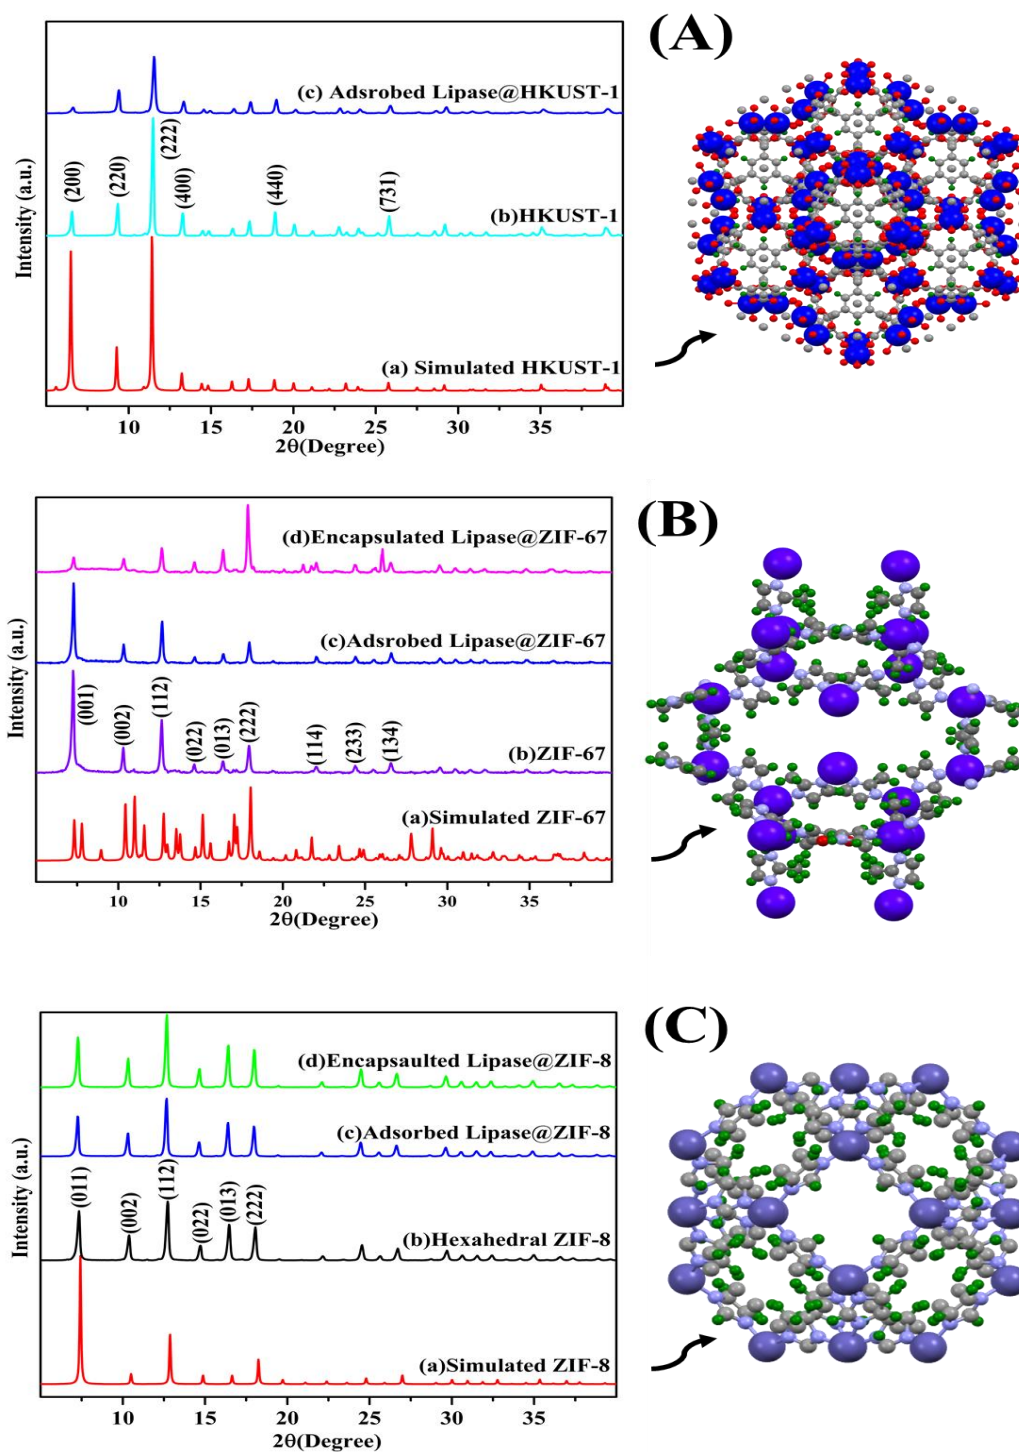 (A)
(c) Adsrobed Lipase@HKUST-1
(200)
(220)
(222)
(400)
(440)
(731)
(b)HKUST-1
(a) Simulated HKUST-1
Intensity (a.u.)
10 15 20 25 30 35
2θ(Degree)
(B)
(d)Encapsulated Lipase@ZIF-67
(c)Adsrobed Lipase@ZIF-67
(001)
(002)
(112)
(022)
(013)
(222)
(114)
(233)
(134)
(b)ZIF-67
(a)Simulated ZIF-67
Intensity (a.u.)
10 15 20 25 30 35
2θ(Degree)
(C)
(d)Encapsaulted Lipase@ZIF-8
(c)Adsorbed Lipase@ZIF-8
(011)
(002)
(112)
(022)
(013)
(222)
(b)Hexahedral ZIF-8
(a)Simulated ZIF-8
Intensity (a.u.)
10 15 20 25 30 35
2θ(Degree)